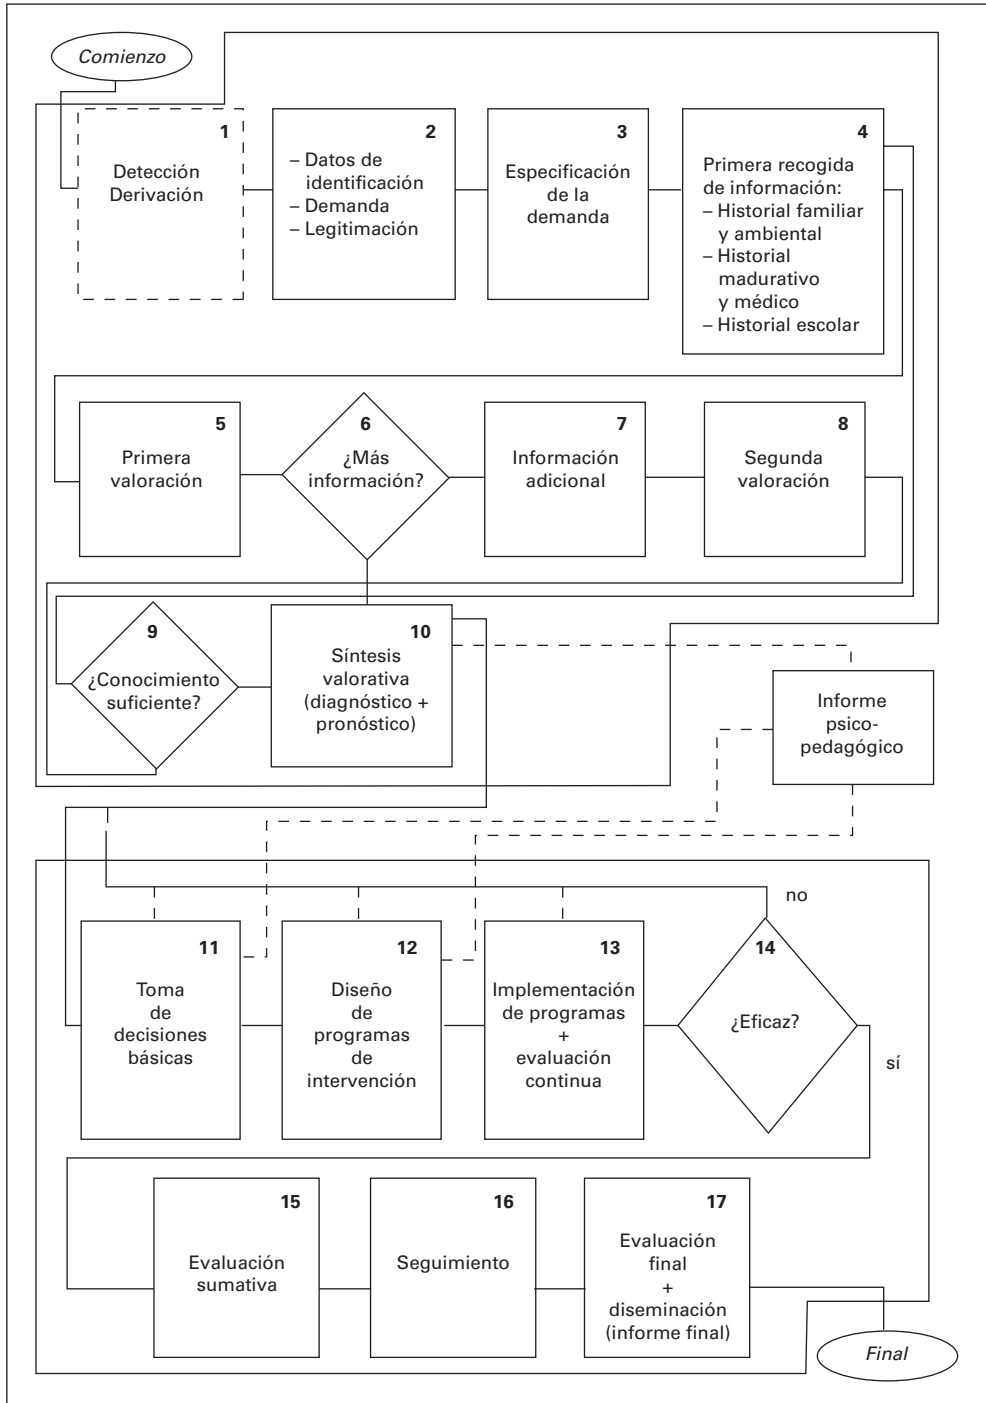 Comienzo
1
Detección
Derivación
2
– Datos de
identificación
– Demanda
– Legitimación
3
Especificación
de la
demanda
4
Primera recogida
de información:
– Historial familiar
y ambiental
– Historial
madurativo
y médico
– Historial escolar
5
Primera
valoración
6
¿Más
información?
7
Información
adicional
8
Segunda
valoración
9
¿Conocimiento
suficiente?
10
Síntesis
valorativa
(diagnóstico +
pronóstico)
Informe
psico-
pedagógico
11
Toma
de
decisiones
básicas
12
Diseño
de
programas
de
intervención
13
Implementación
de programas
+
evaluación
continua
14
¿Eficaz?
no
sí
15
Evaluación
sumativa
16
Seguimiento
17
Evaluación
final
+
diseminación
(informe final)
Final